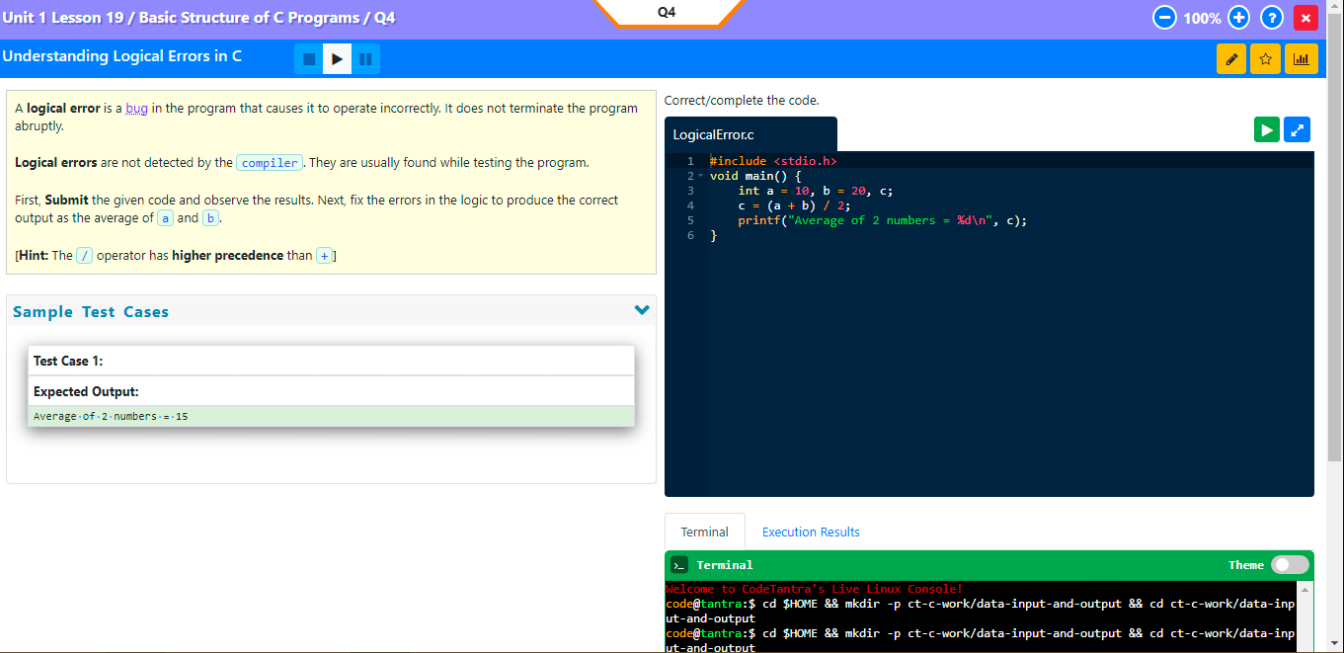 Unit 1 Lesson 19 / Basic Structure of C Programs / Q4
Q4
100%
?
Understanding Logical Errors in C
A logical error is a bug in the program that causes it to operate incorrectly. It does not terminate the program
abruptly.
Logical errors are not detected by the compiler. They are usually found while testing the program.
First, Submit the given code and observe the results. Next, fix the errors in the logic to produce the correct
output as the average of a and b.
[Hint: The / operator has higher precedence than +]
Sample Test Cases
Test Case 1:
Expected Output:
Average·of·2·numbers·=·15
Correct/complete the code.
LogicalError.c
1 #include <stdio.h>
2 void main() {
3 int a = 10, b = 20, c;
4 c = (a + b) / 2;
5 printf("Average of 2 numbers = %d\n", c);
6 }
Terminal
Execution Results
>_ Terminal
Theme
Welcome to CodeTantra's Live Linux Console!
code@tantra:$ cd $HOME && mkdir -p ct-c-work/data-input-and-output && cd ct-c-work/data-inp
ut-and-output
code@tantra:$ cd $HOME && mkdir -p ct-c-work/data-input-and-output && cd ct-c-work/data-inp
ut-and-output